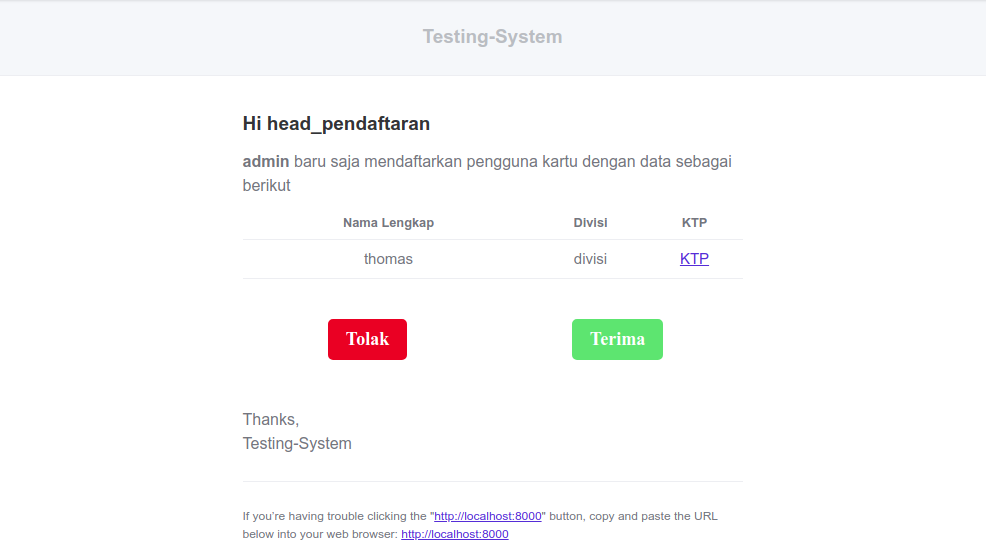 Testing-System
Hi head_pendaftaran
admin baru saja mendaftarkan pengguna kartu dengan data sebagai
berikut
Nama Lengkap Divisi KTP
thomas divisi KTP
Tolak Terima
Thanks,
Testing-System
If you’re having trouble clicking the "http://localhost:8000" button, copy and paste the URL
below into your web browser: http://localhost:8000